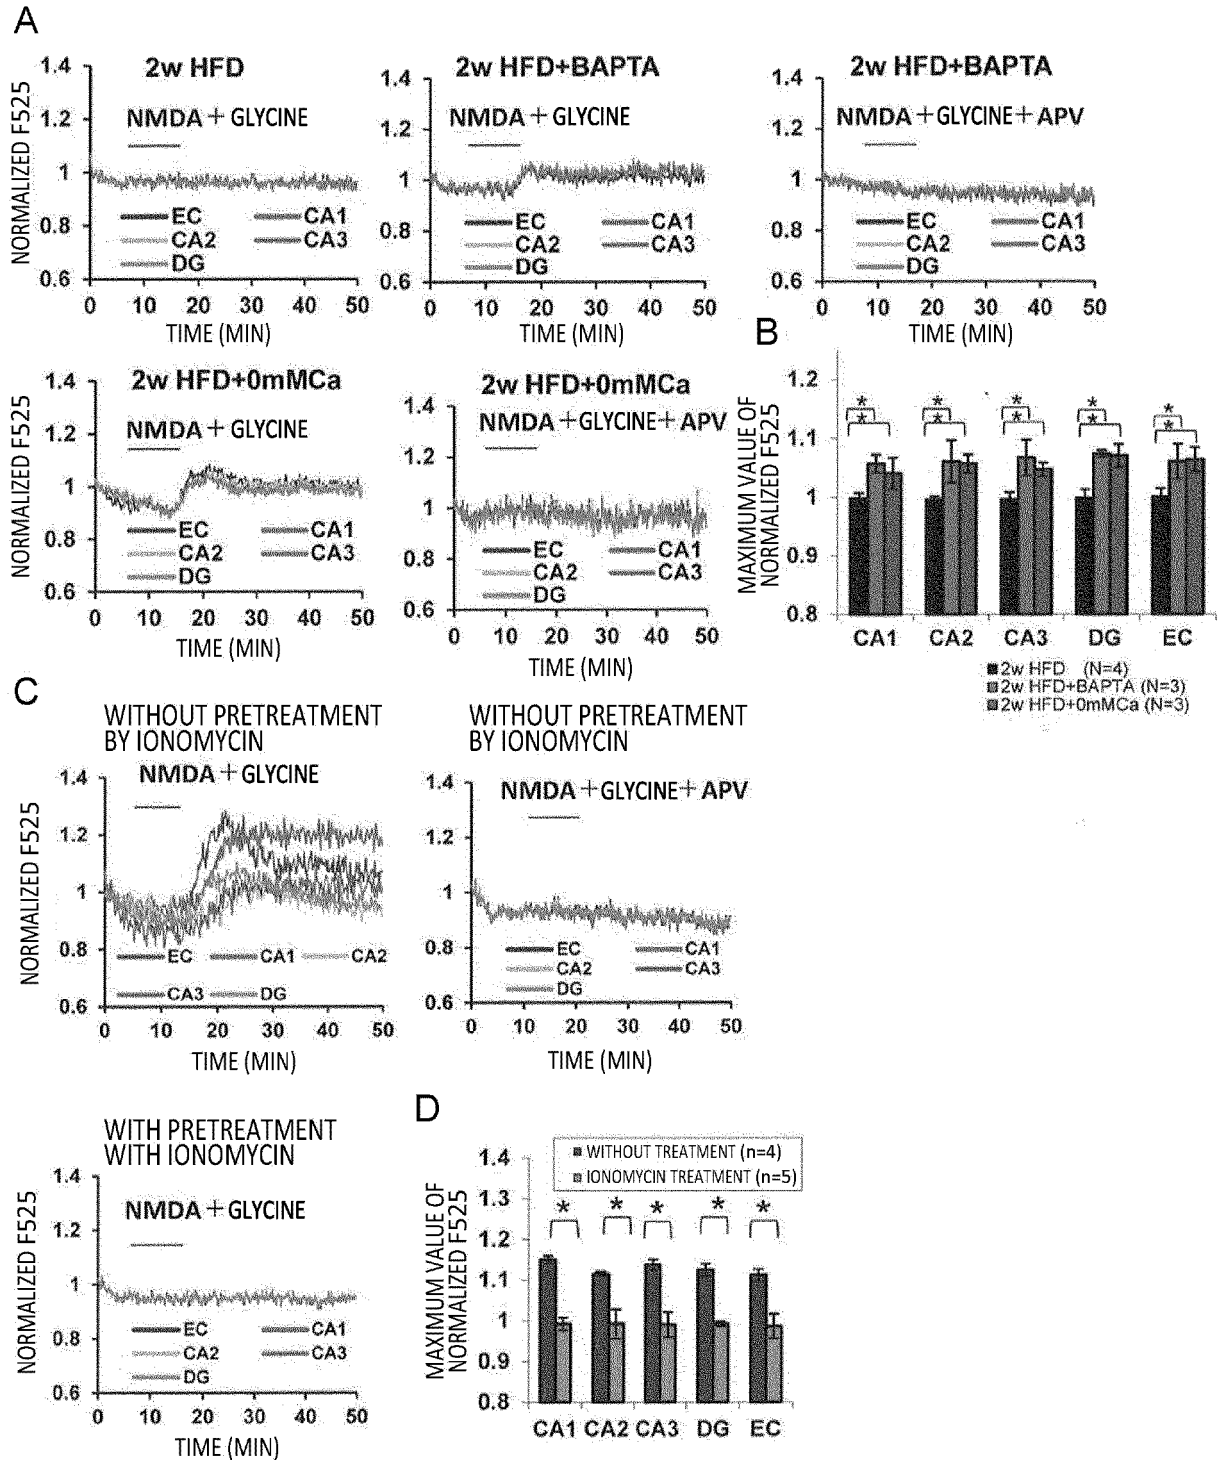 A
2w HFD
NMDA + GLYCINE
NORMALIZED F525
1.4
1.2
1
0.8
0.6
EC
CA1
CA2
CA3
DG
0 10 20 30 40 50
TIME (MIN)
2w HFD+BAPTA
NMDA + GLYCINE
1.4
1.2
1
0.8
0.6
EC
CA1
CA2
CA3
DG
0 10 20 30 40 50
TIME (MIN)
2w HFD+BAPTA
NMDA + GLYCINE + APV
1.4
1.2
1
0.8
0.6
EC
CA1
CA2
CA3
DG
0 10 20 30 40 50
TIME (MIN)
2w HFD+0mMCa
NMDA + GLYCINE
NORMALIZED F525
1.4
1.2
1
0.8
0.6
EC
CA1
CA2
CA3
DG
0 10 20 30 40 50
TIME (MIN)
2w HFD+0mMCa
NMDA + GLYCINE + APV
1.4
1.2
1
0.8
0.6
EC
CA1
CA2
CA3
DG
0 10 20 30 40 50
TIME (MIN)
B
MAXIMUM VALUE OF
NORMALIZED F525
1.2
1.1
1
0.9
0.8
* * * * *
* * * * *
CA1 CA2 CA3 DG EC
2w HFD (N=4)
2w HFD+BAPTA (N=3)
2w HFD+0mMCa (N=3)
C
WITHOUT PRETREATMENT
BY IONOMYCIN
NMDA + GLYCINE
NORMALIZED F525
1.4
1.2
1
0.8
0.6
EC CA1 CA2
CA3 DG
0 10 20 30 40 50
TIME (MIN)
WITHOUT PRETREATMENT
BY IONOMYCIN
NMDA + GLYCINE + APV
1.4
1.2
1
0.8
0.6
EC
CA1
CA2
CA3
DG
0 10 20 30 40 50
TIME (MIN)
WITH PRETREATMENT
WITH IONOMYCIN
NMDA + GLYCINE
NORMALIZED F525
1.4
1.2
1
0.8
0.6
EC
CA1
CA2
CA3
DG
0 10 20 30 40 50
TIME (MIN)
D
MAXIMUM VALUE OF
NORMALIZED F525
WITHOUT TREATMENT (n=4)
IONOMYCIN TREATMENT (n=5)
1.4
1.3
1.2
1.1
1
0.9
0.8
* * * * *
CA1 CA2 CA3 DG EC